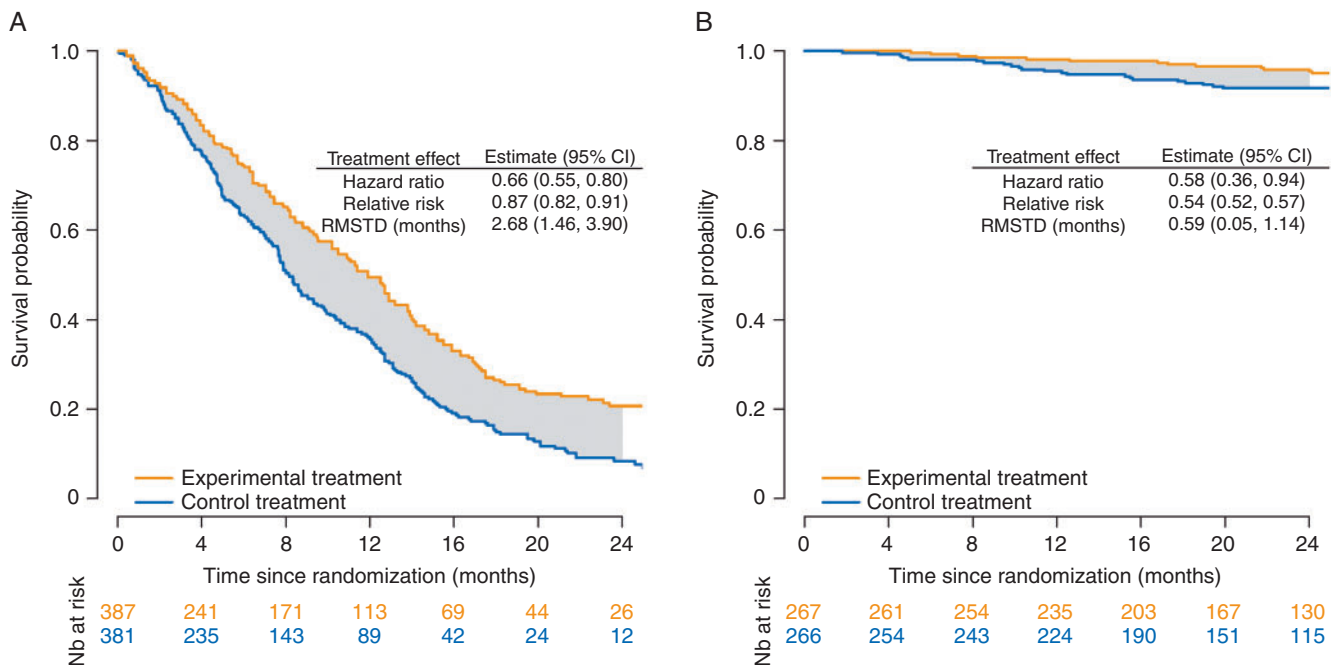 A
1.0
0.8
0.6
0.4
0.2
0
Survival probability
Treatment effect Estimate (95% CI)
Hazard ratio 0.66 (0.55, 0.80)
Relative risk 0.87 (0.82, 0.91)
RMSTD (months) 2.68 (1.46, 3.90)
Experimental treatment
Control treatment
0 4 8 12 16 20 24
Time since randomization (months)
Nb at risk
387 241 171 113 69 44 26
381 235 143 89 42 24 12
B
1.0
0.8
0.6
0.4
0.2
0
Survival probability
Treatment effect Estimate (95% CI)
Hazard ratio 0.58 (0.36, 0.94)
Relative risk 0.54 (0.52, 0.57)
RMSTD (months) 0.59 (0.05, 1.14)
Experimental treatment
Control treatment
0 4 8 12 16 20 24
Time since randomization (months)
Nb at risk
267 261 254 235 203 167 130
266 254 243 224 190 151 115